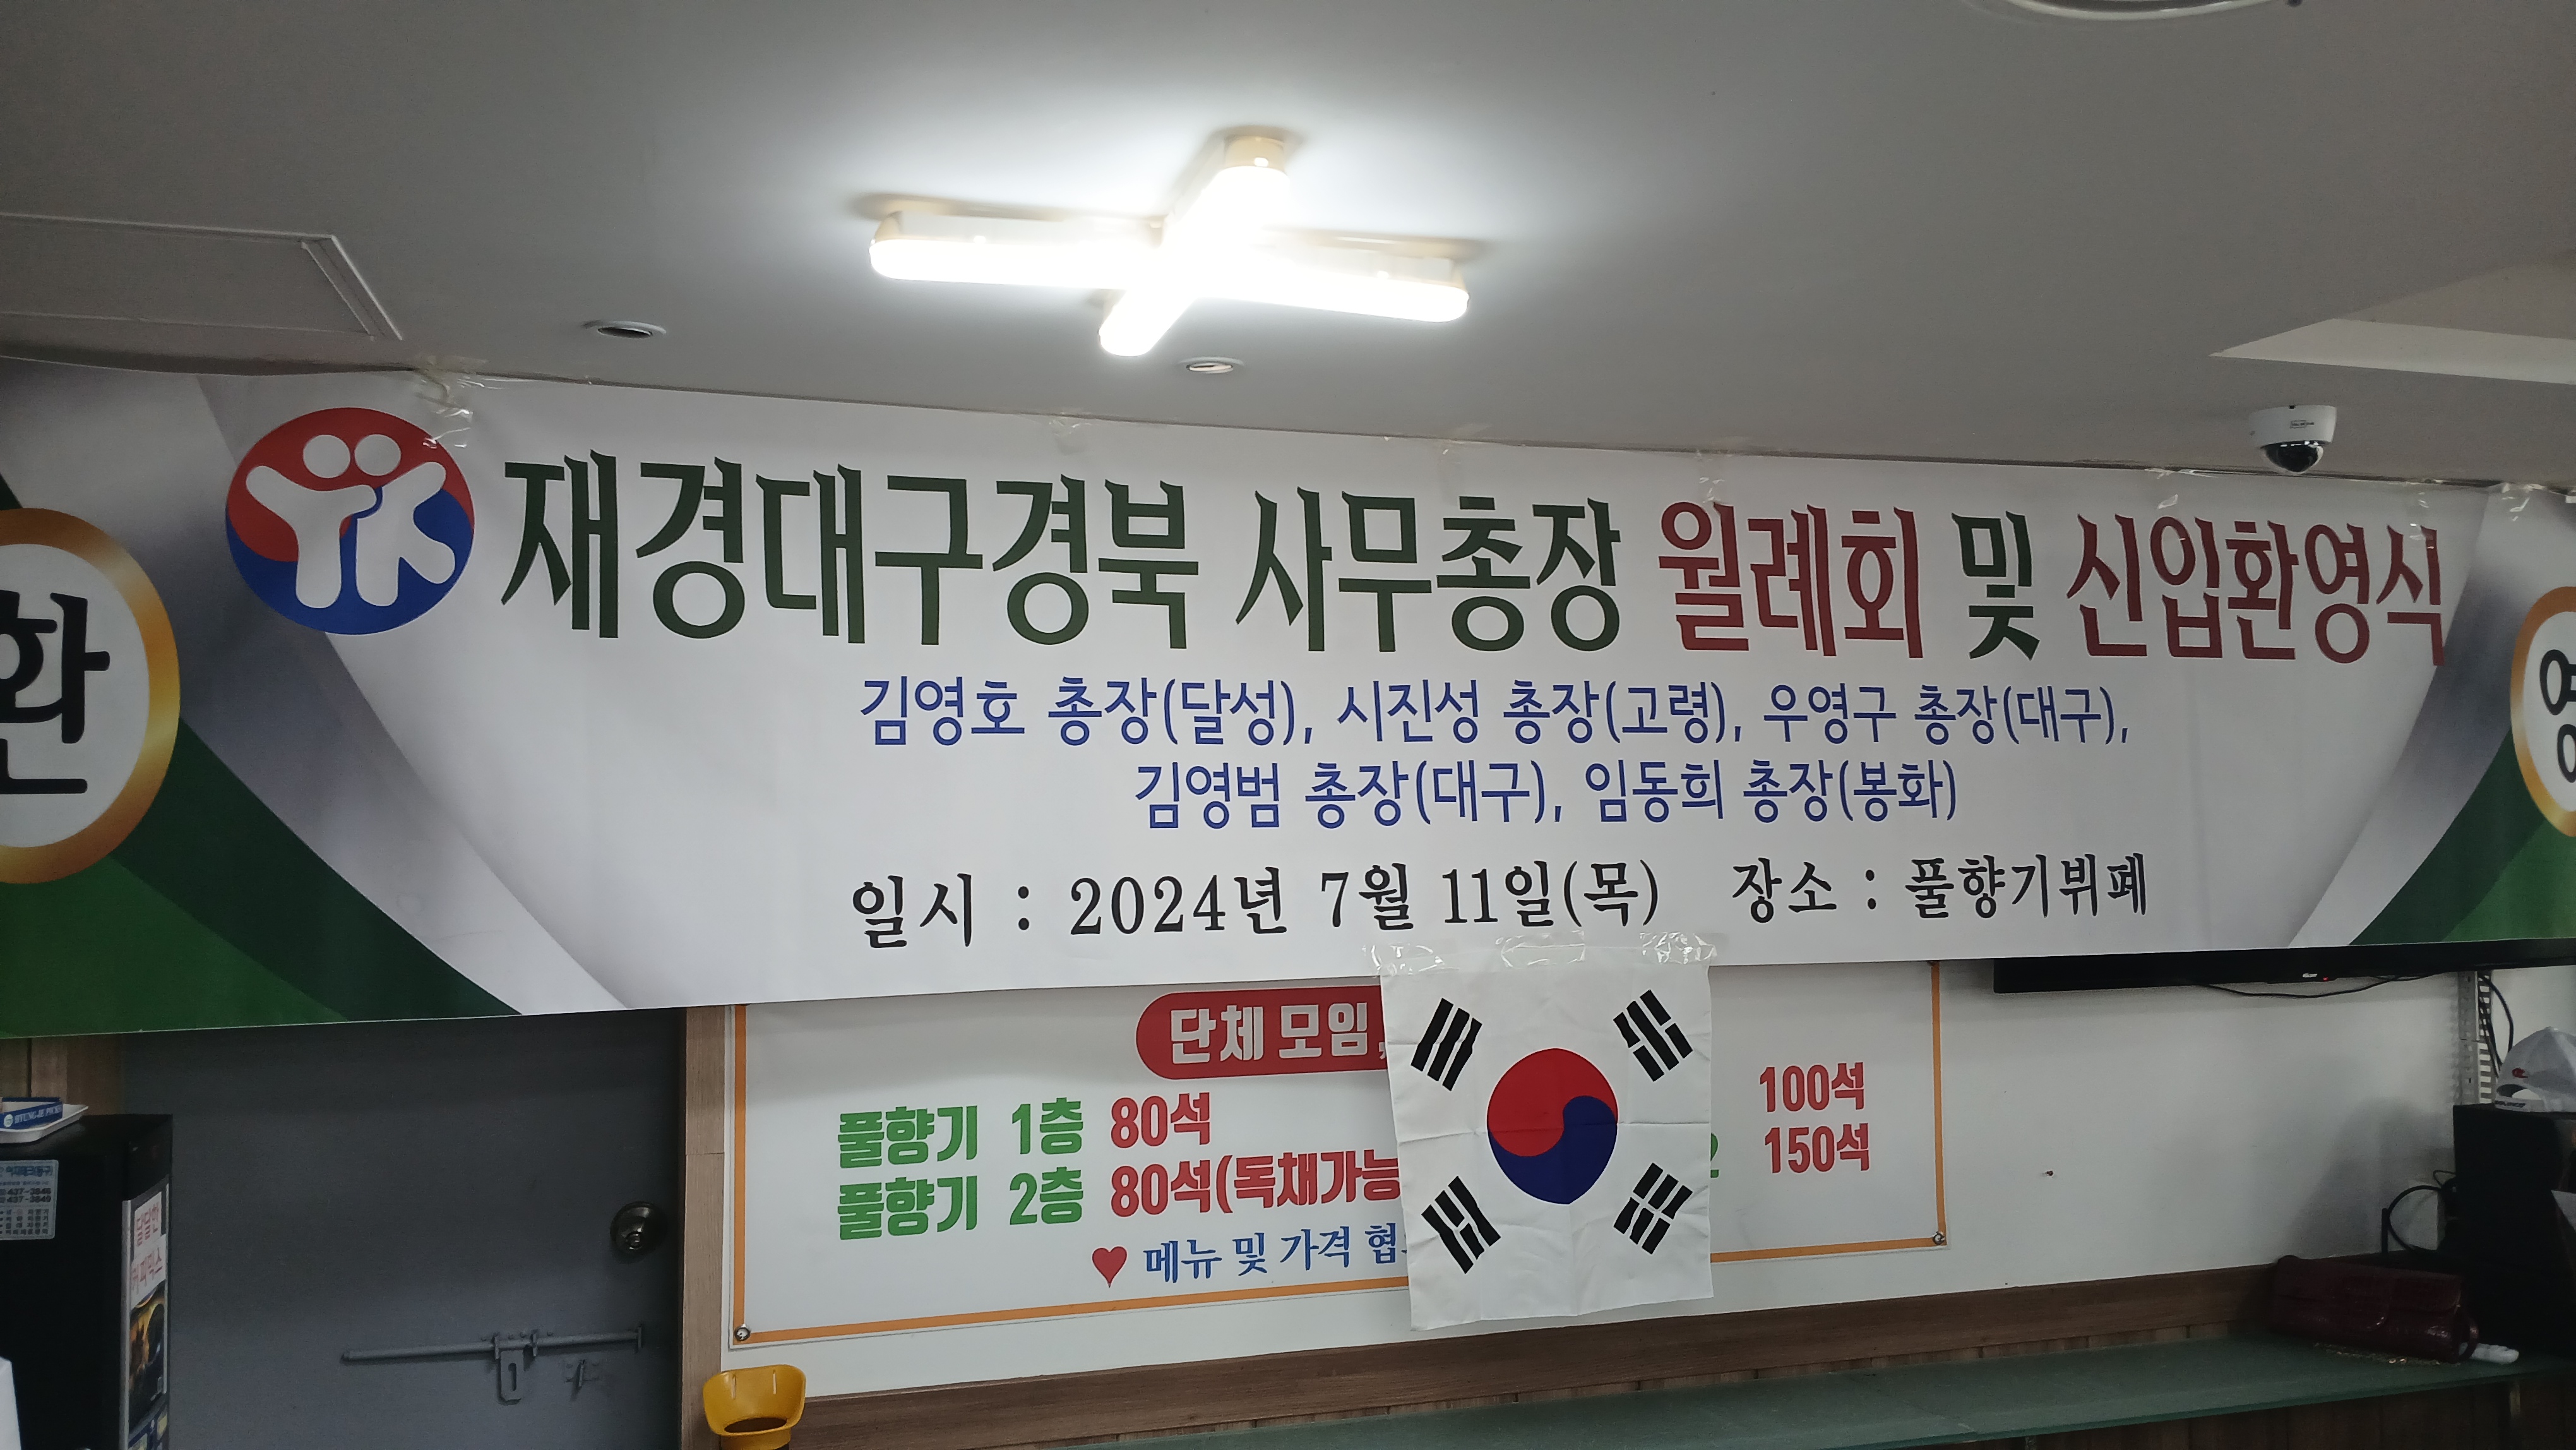 환
YK
재경대구경북 사무총장 월례회 및 신입환영식
김영호 총장(달성), 시진성 총장(고령), 우영구 총장(대구),
김영범 총장(대구), 임동희 총장(봉화)
일시 : 2024년 7월 11일(목) 장소 : 풀향기뷔폐
단체 모임
풀향기 1층 80석 100석
풀향기 2층 80석(독채가능 2 150석
메뉴 및 가격 협